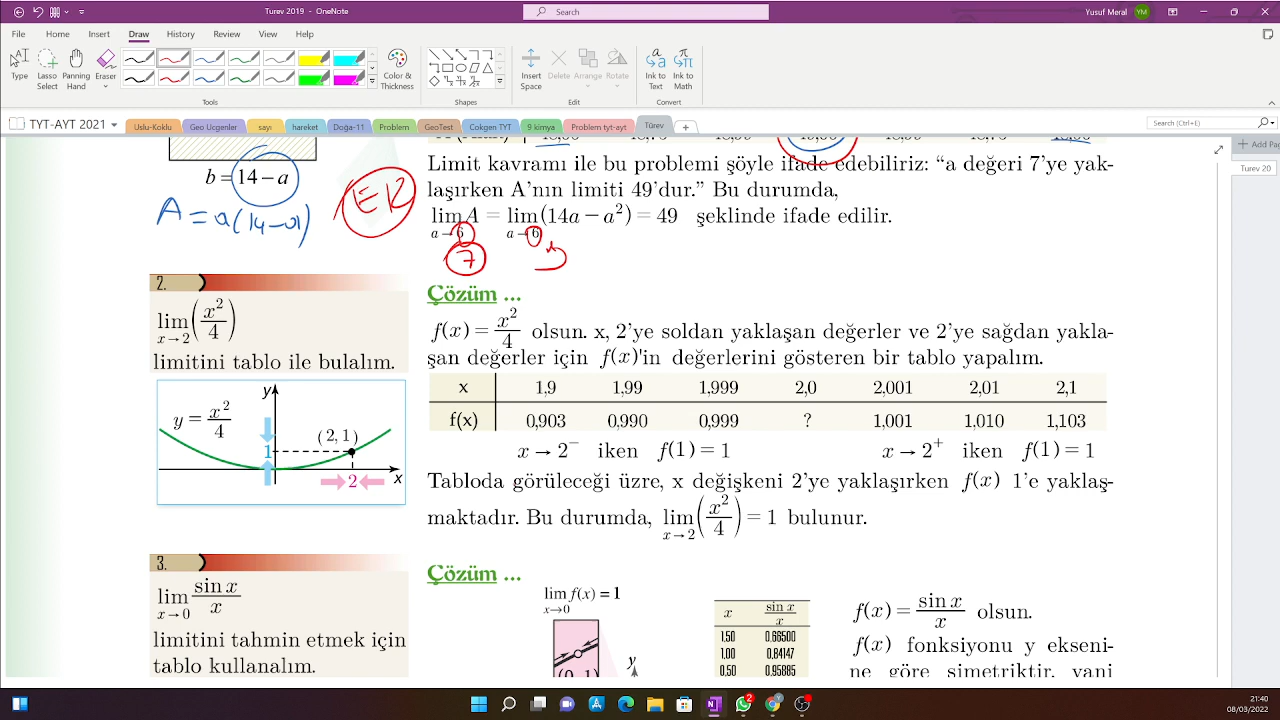 Turev 2019 - OneNote
Search
Yusuf Meral
YM
File Home Insert Draw History Review View Help
Type
Lasso Select
Panning Hand
Eraser
Color & Thickness
Insert Space
Delete
Arrange
Rotate
Ink to Text
Ink to Math
Tools
Shapes
Edit
Convert
TYT-AYT 2021
Uslu-Koklu
Geo Ucgenler
sayı
hareket
Doğa-11
Problem
GeoTest
Cokgen TYT
9 kimya
Problem tyt-ayt
Türev
Search (Ctrl+E)
Add Pag
Turev 20
b = 14 − a
A = a(14−a)
Limit kavramı ile bu problemi şöyle ifade edebiliriz: “a değeri 7’ye yak-
laşırken A’nın limiti 49’dur.” Bu durumda,
lim A = lim (14a − a²) = 49 şeklinde ifade edilir.
a → 6 a → 6
7
2.
lim (x²/4)
x → 2
limitini tablo ile bulalım.
y = x²/4
y
(2, 1)
1
2
x
Çözüm ...
f(x) = x²/4 olsun. x, 2’ye soldan yaklaşan değerler ve 2’ye sağdan yakla-
şan değerler için f(x)'in değerlerini gösteren bir tablo yapalım.
x 1,9 1,99 1,999 2,0 2,001 2,01 2,1
f(x) 0,903 0,990 0,999 ? 1,001 1,010 1,103
x → 2⁻ iken f(1) = 1 x → 2⁺ iken f(1) = 1
Tabloda görüleceği üzre, x değişkeni 2’ye yaklaşırken f(x) 1’e yaklaş-
maktadır. Bu durumda, lim (x²/4) = 1 bulunur.
x → 2
3.
lim sin x / x
x → 0
limitini tahmin etmek için
tablo kullanalım.
Çözüm ...
lim f(x) = 1
x → 0
(0, 1)
y
x sin x / x
1.50 0.66500
1.00 0.84147
0.50 0.95885
f(x) = sin x / x olsun.
f(x) fonksiyonu y ekseni-
ne göre simetriktir, yani
2
21:40
08/03/2022